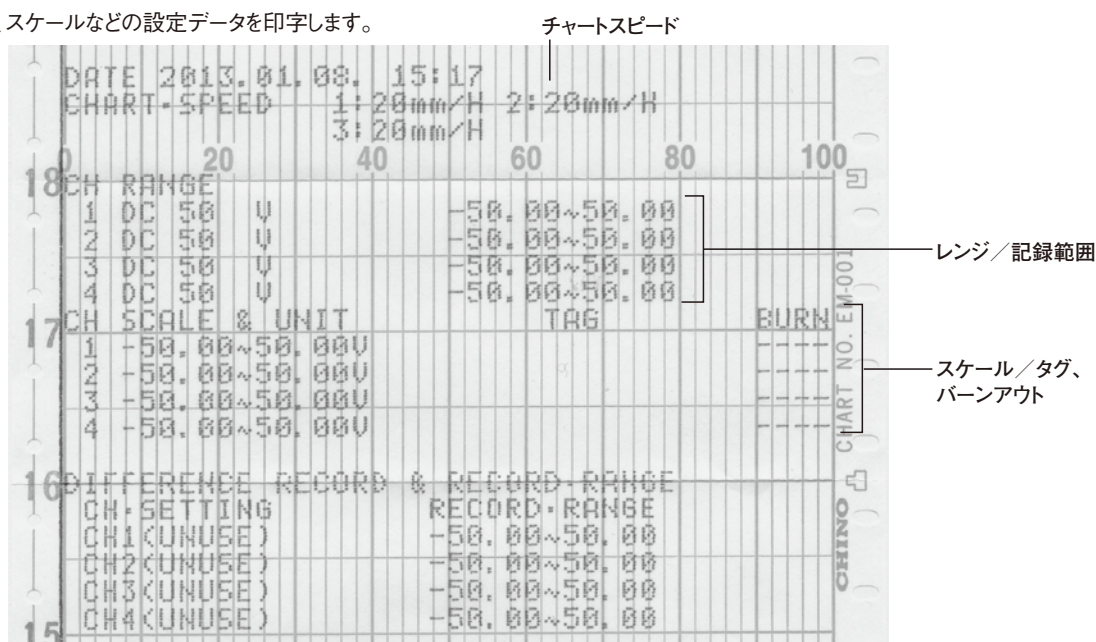 スケールなどの設定データを印字します。
チャートスピード
DATE 2013.01.08. 15:17
CHART-SPEED 1:20mm/H 2:20mm/H
3:20mm/H
0 20 40 60 80 100
18
CH RANGE
1 DC 50 V -50.00~50.00
2 DC 50 V -50.00~50.00
3 DC 50 V -50.00~50.00
4 DC 50 V -50.00~50.00
レンジ／記録範囲
17
CH SCALE & UNIT TAG BURN
1 -50.00~50.00V ----
2 -50.00~50.00V ----
3 -50.00~50.00V ----
4 -50.00~50.00V ----
スケール／タグ、
バーンアウト
CHART NO. EM-001
16
DIFFERENCE RECORD & RECORD-RANGE
CH-SETTING RECORD-RANGE
CH1(UNUSE) -50.00~50.00
CH2(UNUSE) -50.00~50.00
CH3(UNUSE) -50.00~50.00
CH4(UNUSE) -50.00~50.00
CHINO
15